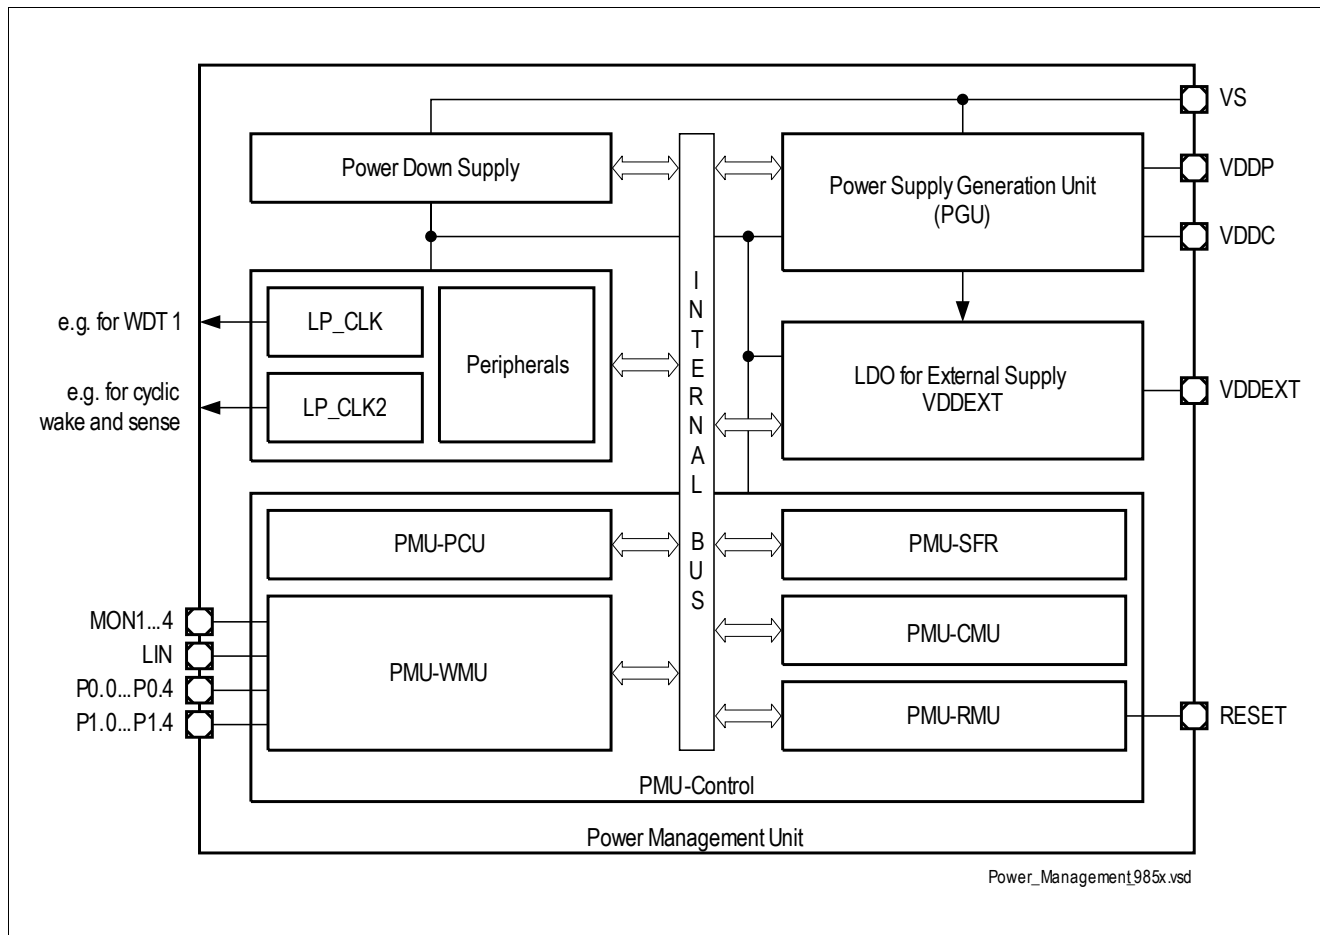 VS
Power Down Supply
Power Supply Generation Unit
(PGU)
VDDP
VDDC
LP_CLK
LP_CLK2
Peripherals
e.g. for WDT 1
e.g. for cyclic
wake and sense
INTERNAL BUS
LDO for External Supply
VDDEXT
VDDEXT
PMU-PCU
PMU-SFR
MON1...4
LIN
P0.0...P0.4
P1.0...P1.4
PMU-WMU
PMU-CMU
PMU-RMU
RESET
PMU-Control
Power Management Unit
Power_Management_985x.vsd